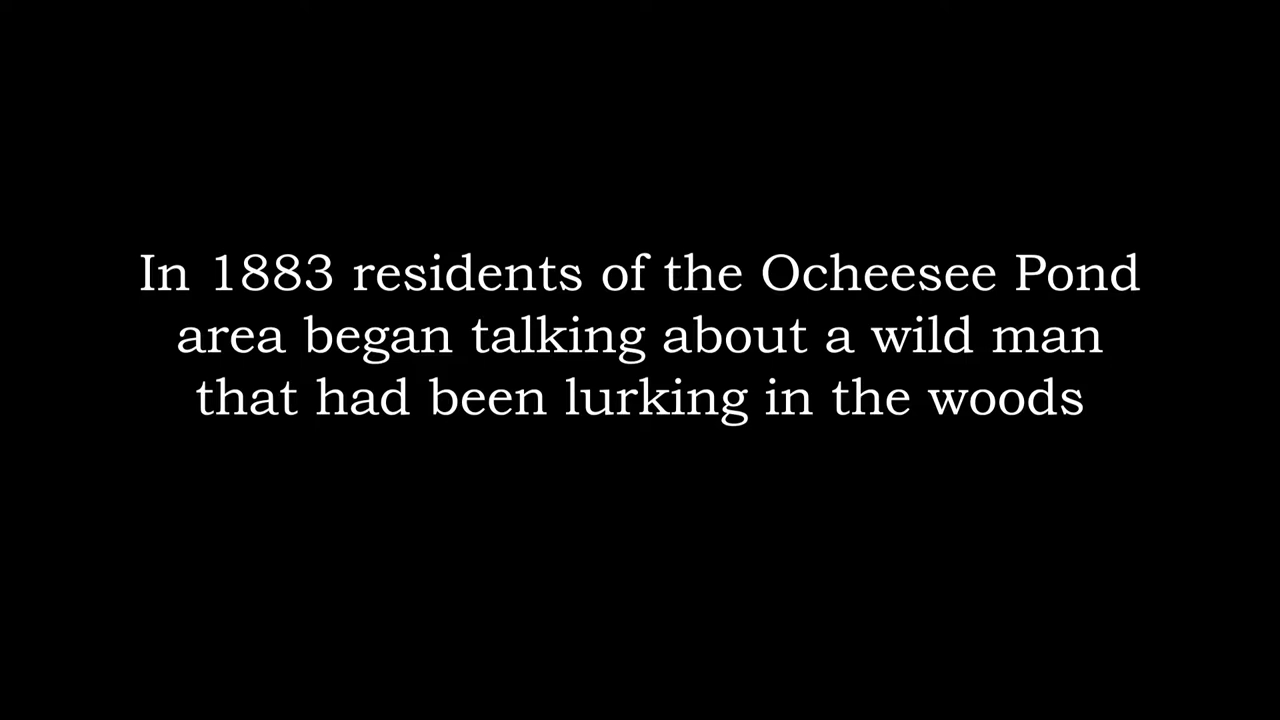 In 1883 residents of the Ocheesee Pond
area began talking about a wild man
that had been lurking in the woods